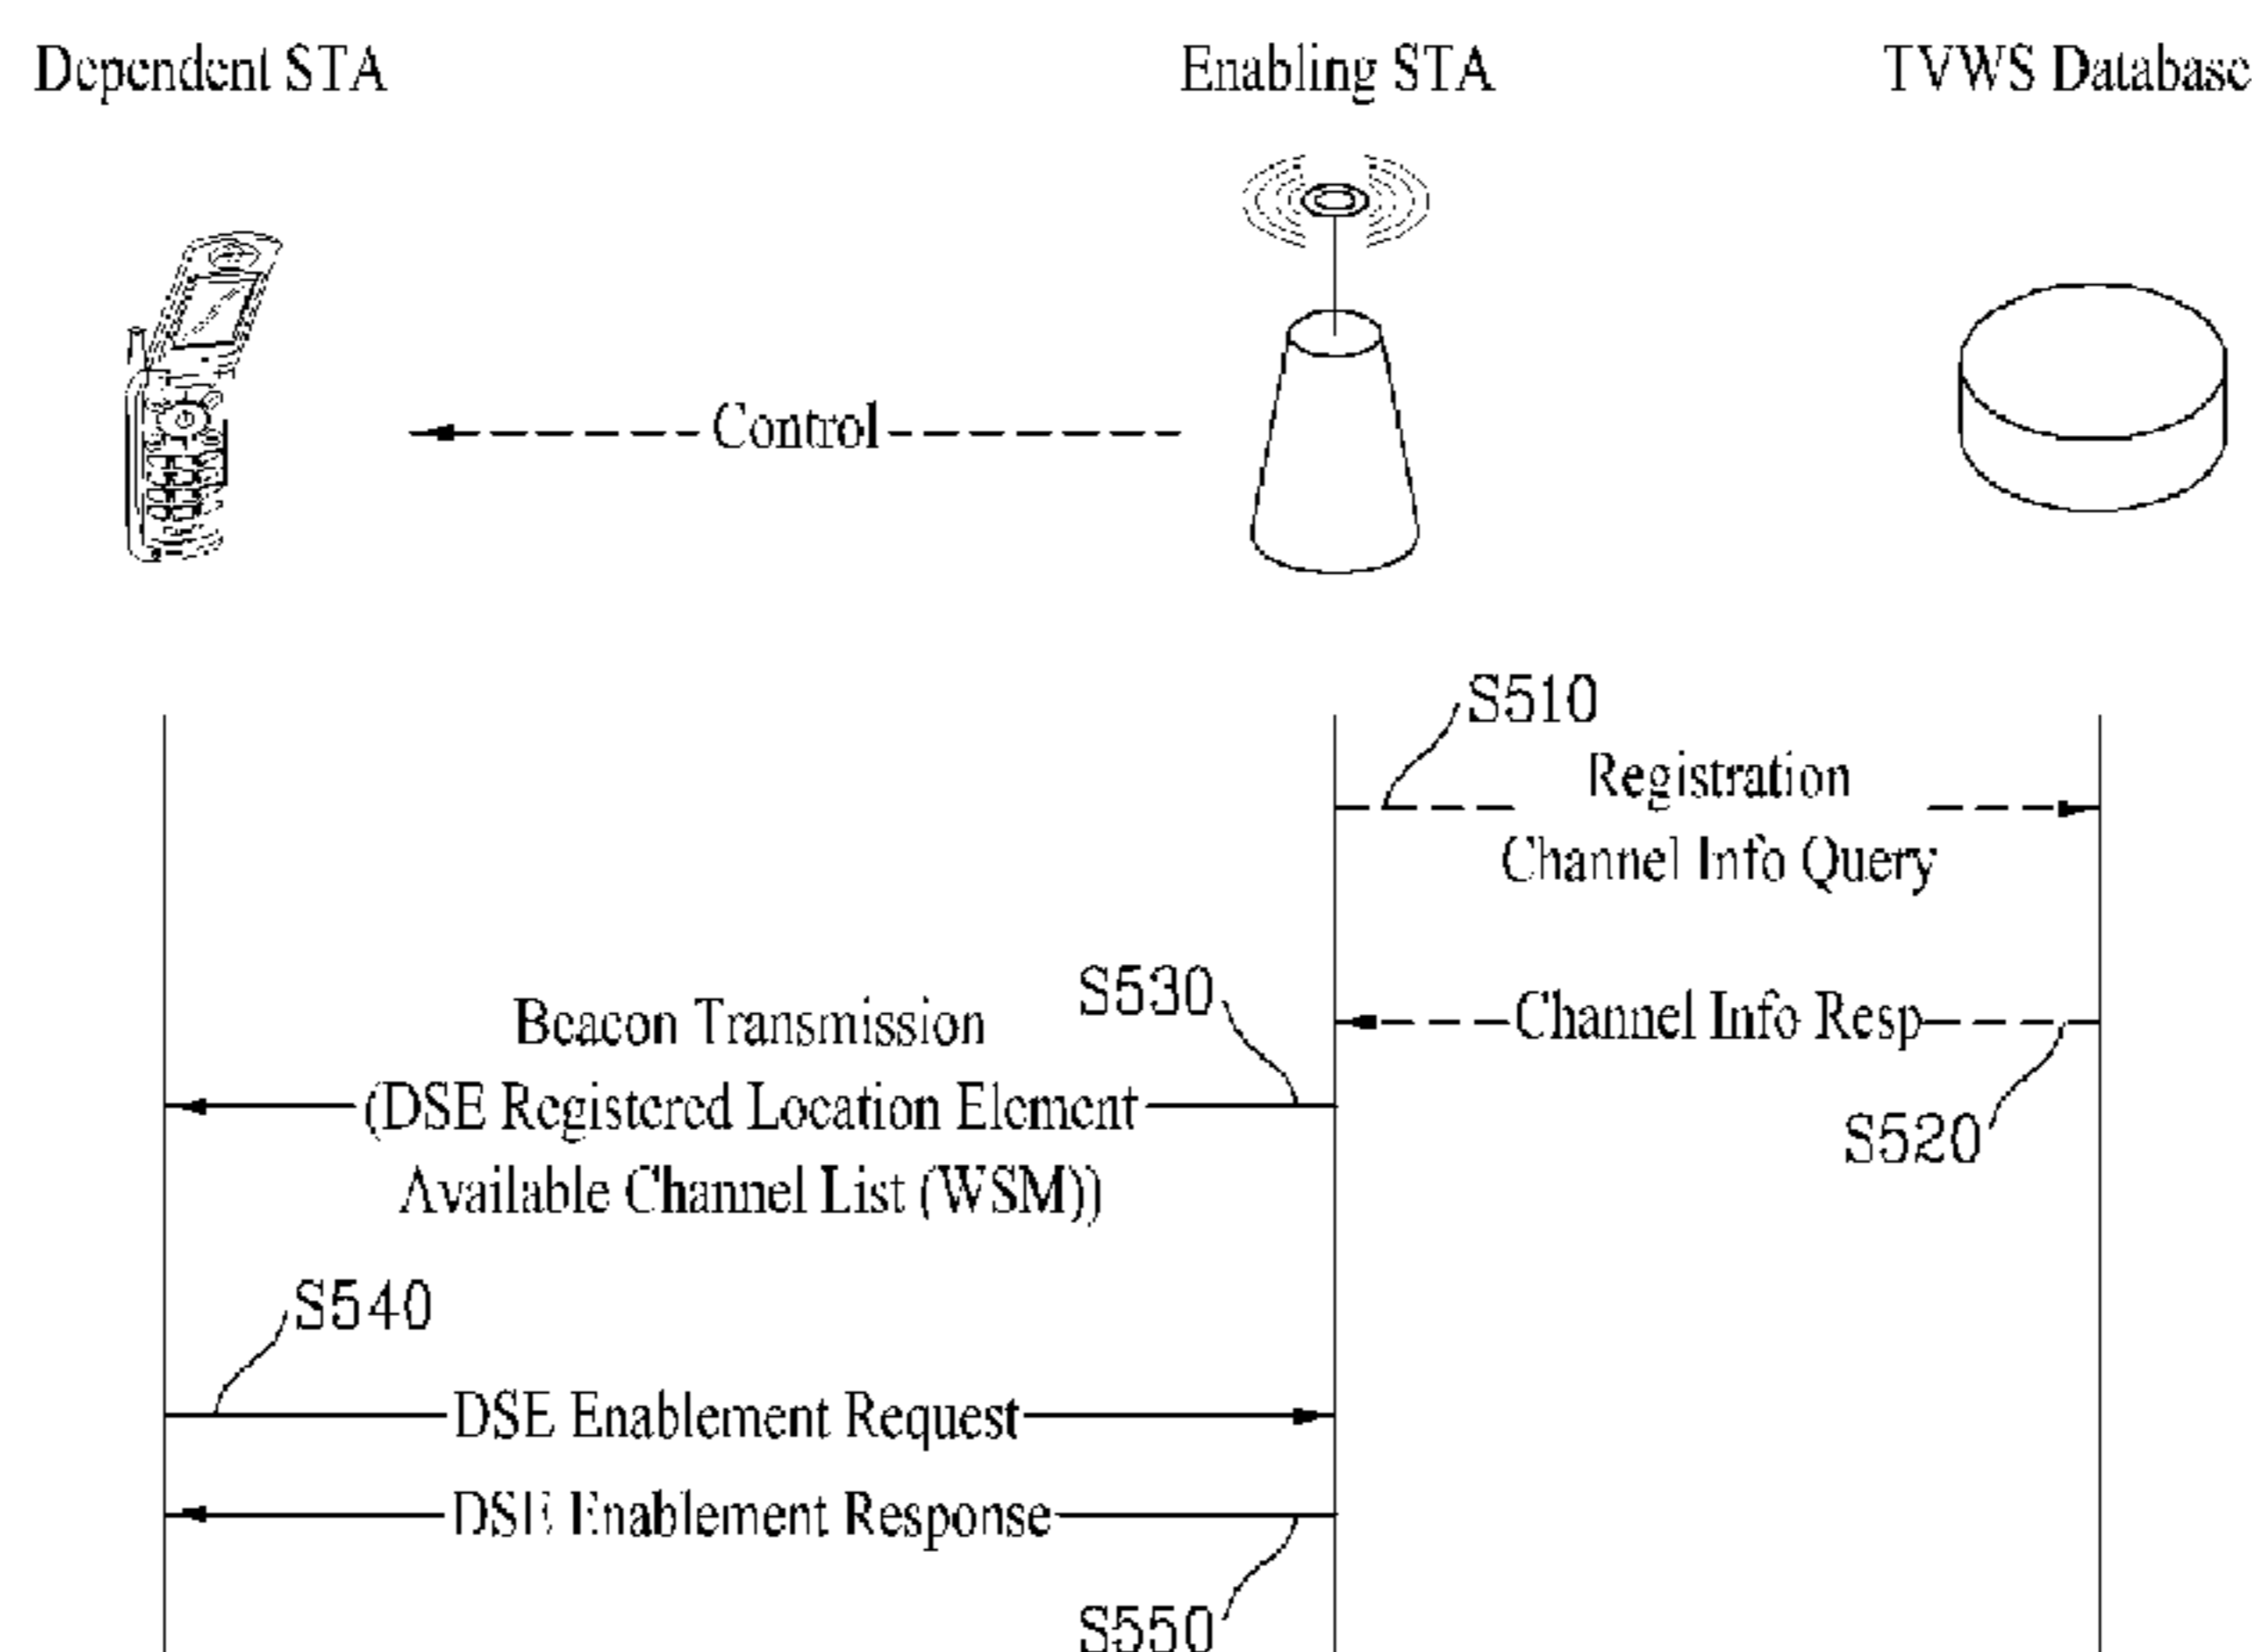 Dependent STA
Enabling STA
TVWS Database
Control
S510
Registration
Channel Info Query
S530
Channel Info Resp
Beacon Transmission
(DSE Registered Location Element
S520
Available Channel List (WSM))
S540
DSE Enablement Request
DSE Enablement Response
S550